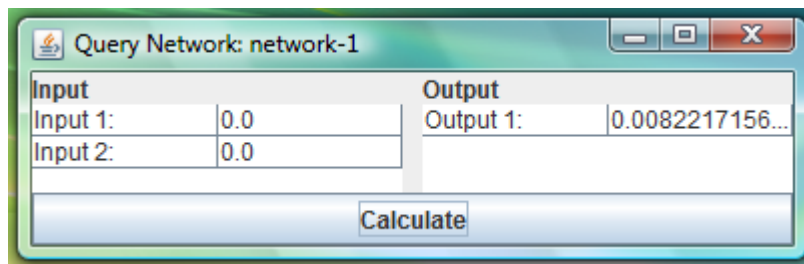 Query Network: network-1
Input Output
Input 1: 0.0 Output 1: 0.0082217156...
Input 2: 0.0
Calculate